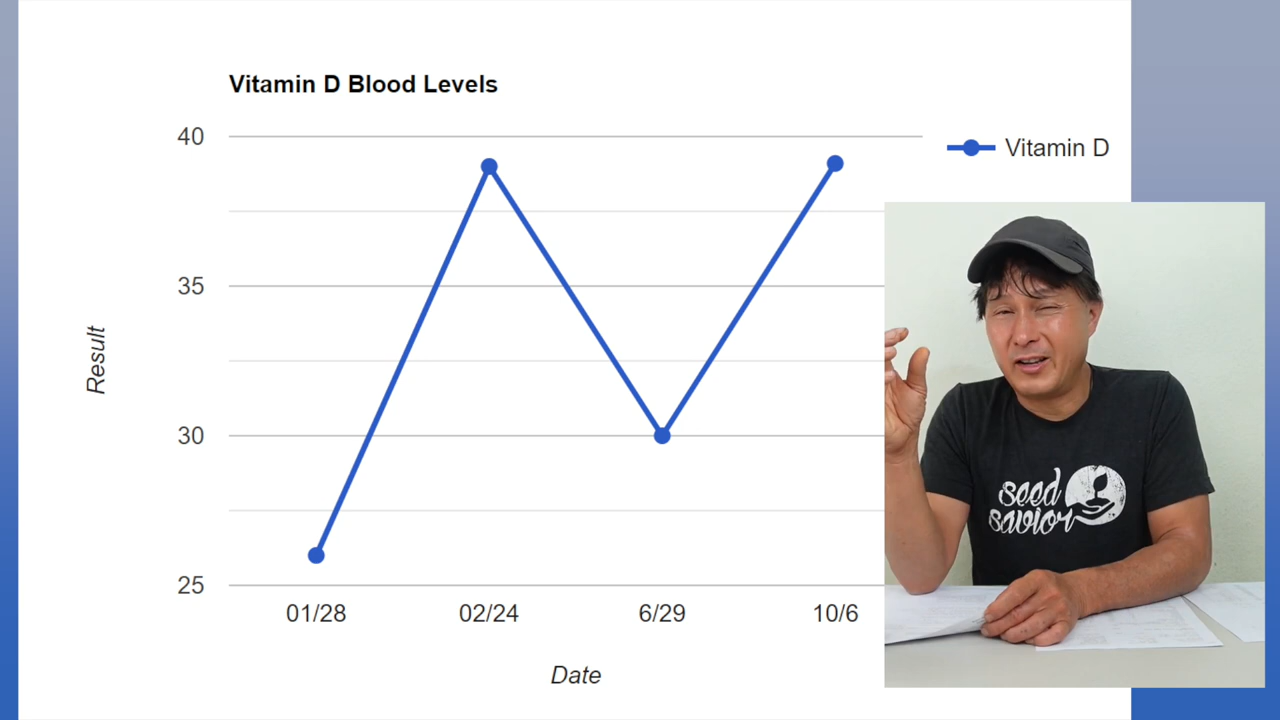 Vitamin D Blood Levels
40
Vitamin D
35
Result
30
25
01/28 02/24 6/29 10/6
Date
seed
savior